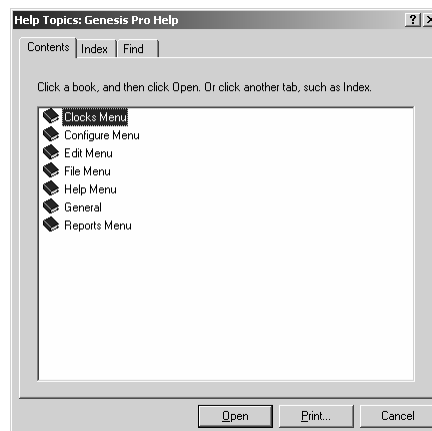 Help Topics: Genesis Pro Help
Contents Index Find
Click a book, and then click Open. Or click another tab, such as Index.
Clocks Menu
Configure Menu
Edit Menu
File Menu
Help Menu
General
Reports Menu
Open Print... Cancel